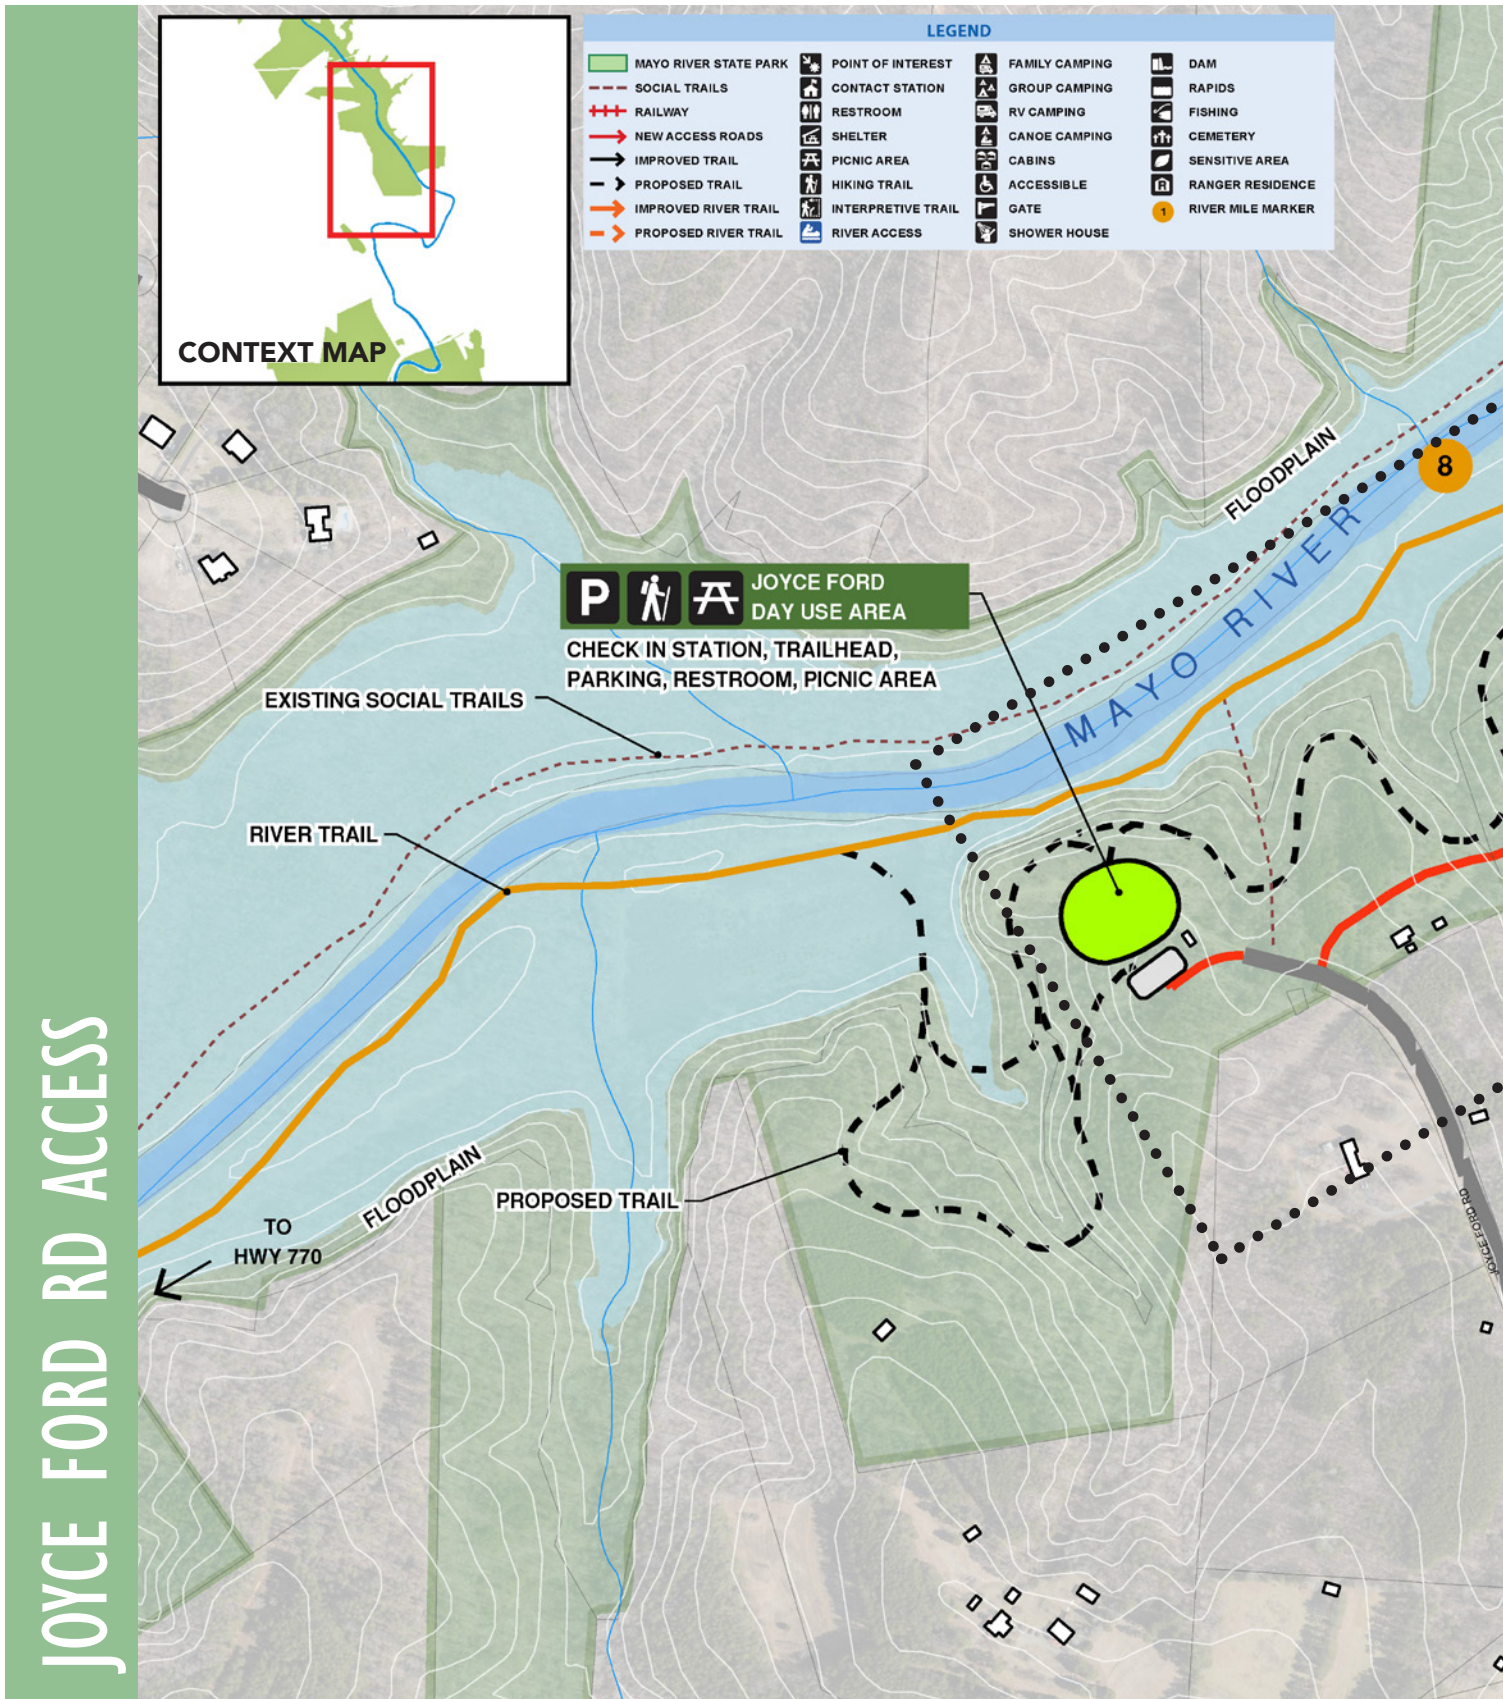 JOYCE FORD RD ACCESS
CONTEXT MAP
LEGEND
MAYO RIVER STATE PARK
SOCIAL TRAILS
RAILWAY
NEW ACCESS ROADS
IMPROVED TRAIL
PROPOSED TRAIL
IMPROVED RIVER TRAIL
PROPOSED RIVER TRAIL
POINT OF INTEREST
CONTACT STATION
RESTROOM
SHELTER
PICNIC AREA
HIKING TRAIL
INTERPRETIVE TRAIL
RIVER ACCESS
FAMILY CAMPING
GROUP CAMPING
RV CAMPING
CANOE CAMPING
CABINS
ACCESSIBLE
GATE
SHOWER HOUSE
DAM
RAPIDS
FISHING
CEMETERY
SENSITIVE AREA
R RANGER RESIDENCE
1 RIVER MILE MARKER
FLOODPLAIN
8
MAYO RIVER
P
JOYCE FORD
DAY USE AREA
CHECK IN STATION, TRAILHEAD,
PARKING, RESTROOM, PICNIC AREA
EXISTING SOCIAL TRAILS
RIVER TRAIL
FLOODPLAIN
PROPOSED TRAIL
TO
HWY 770
JOYCE FORD RD